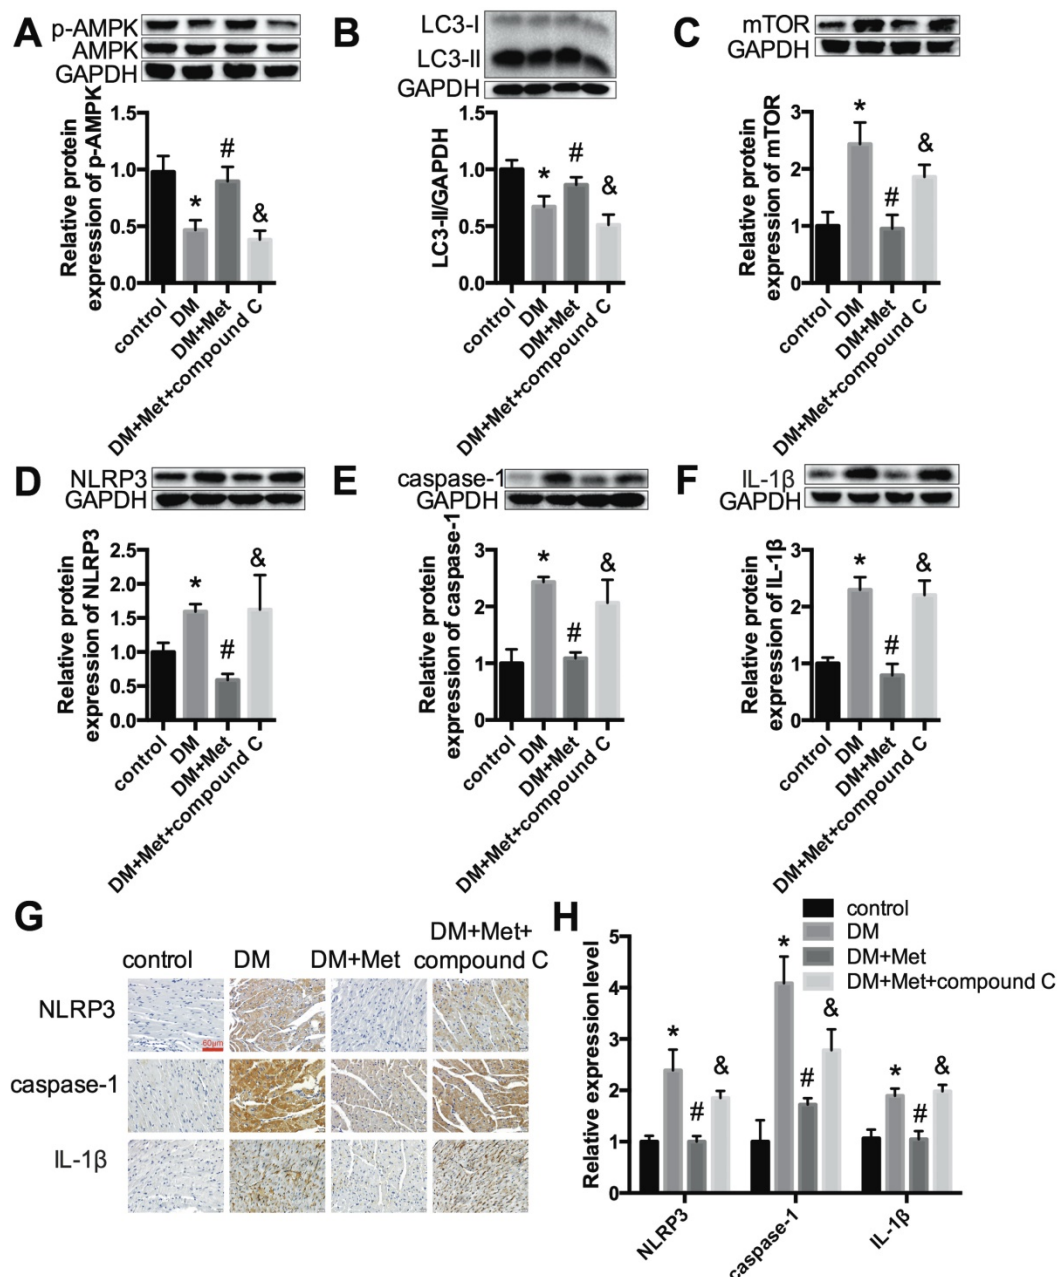 A
p-AMPK
AMPK
GAPDH
Relative protein
expression of p-AMPK
1.5
1.0
0.5
0.0
*
#
&
control
DM
DM+Met
DM+Met+compound C
B
LC3-I
LC3-II
GAPDH
LC3-II/GAPDH
1.5
1.0
0.5
0.0
*
#
&
control
DM
DM+Met
DM+Met+compound C
C
mTOR
GAPDH
Relative protein
expression of mTOR
3
2
1
0
*
#
&
control
DM
DM+Met
DM+Met+compound C
D
NLRP3
GAPDH
Relative protein
expression of NLRP3
2.5
2.0
1.5
1.0
0.5
0.0
*
#
&
control
DM
DM+Met
DM+Met+compound C
E
caspase-1
GAPDH
Relative protein
expression of caspase-1
3
2
1
0
*
#
&
control
DM
DM+Met
DM+Met+compound C
F
IL-1β
GAPDH
Relative protein
expression of IL-1β
3
2
1
0
*
#
&
control
DM
DM+Met
DM+Met+compound C
G
control
DM
DM+Met
DM+Met+
compound C
NLRP3
60μm
caspase-1
IL-1β
H
control
DM
DM+Met
DM+Met+compound C
Relative expression level
5
4
3
2
1
0
*
#
&
*
#
&
*
#
&
NLRP3
caspase-1
IL-1β